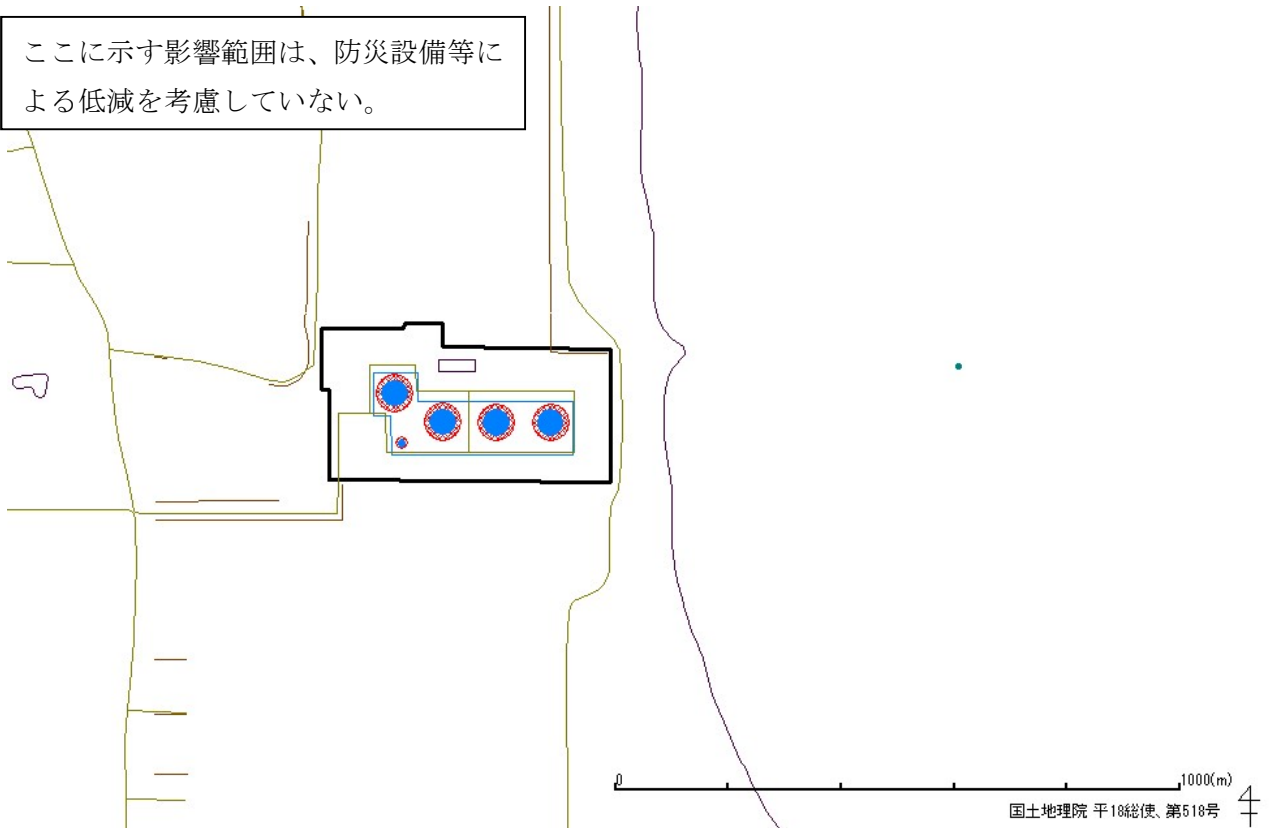 ここに示す影響範囲は、防災設備等に
よる低減を考慮していない。
0
1000(m)
国土地理院 平18総使、第518号